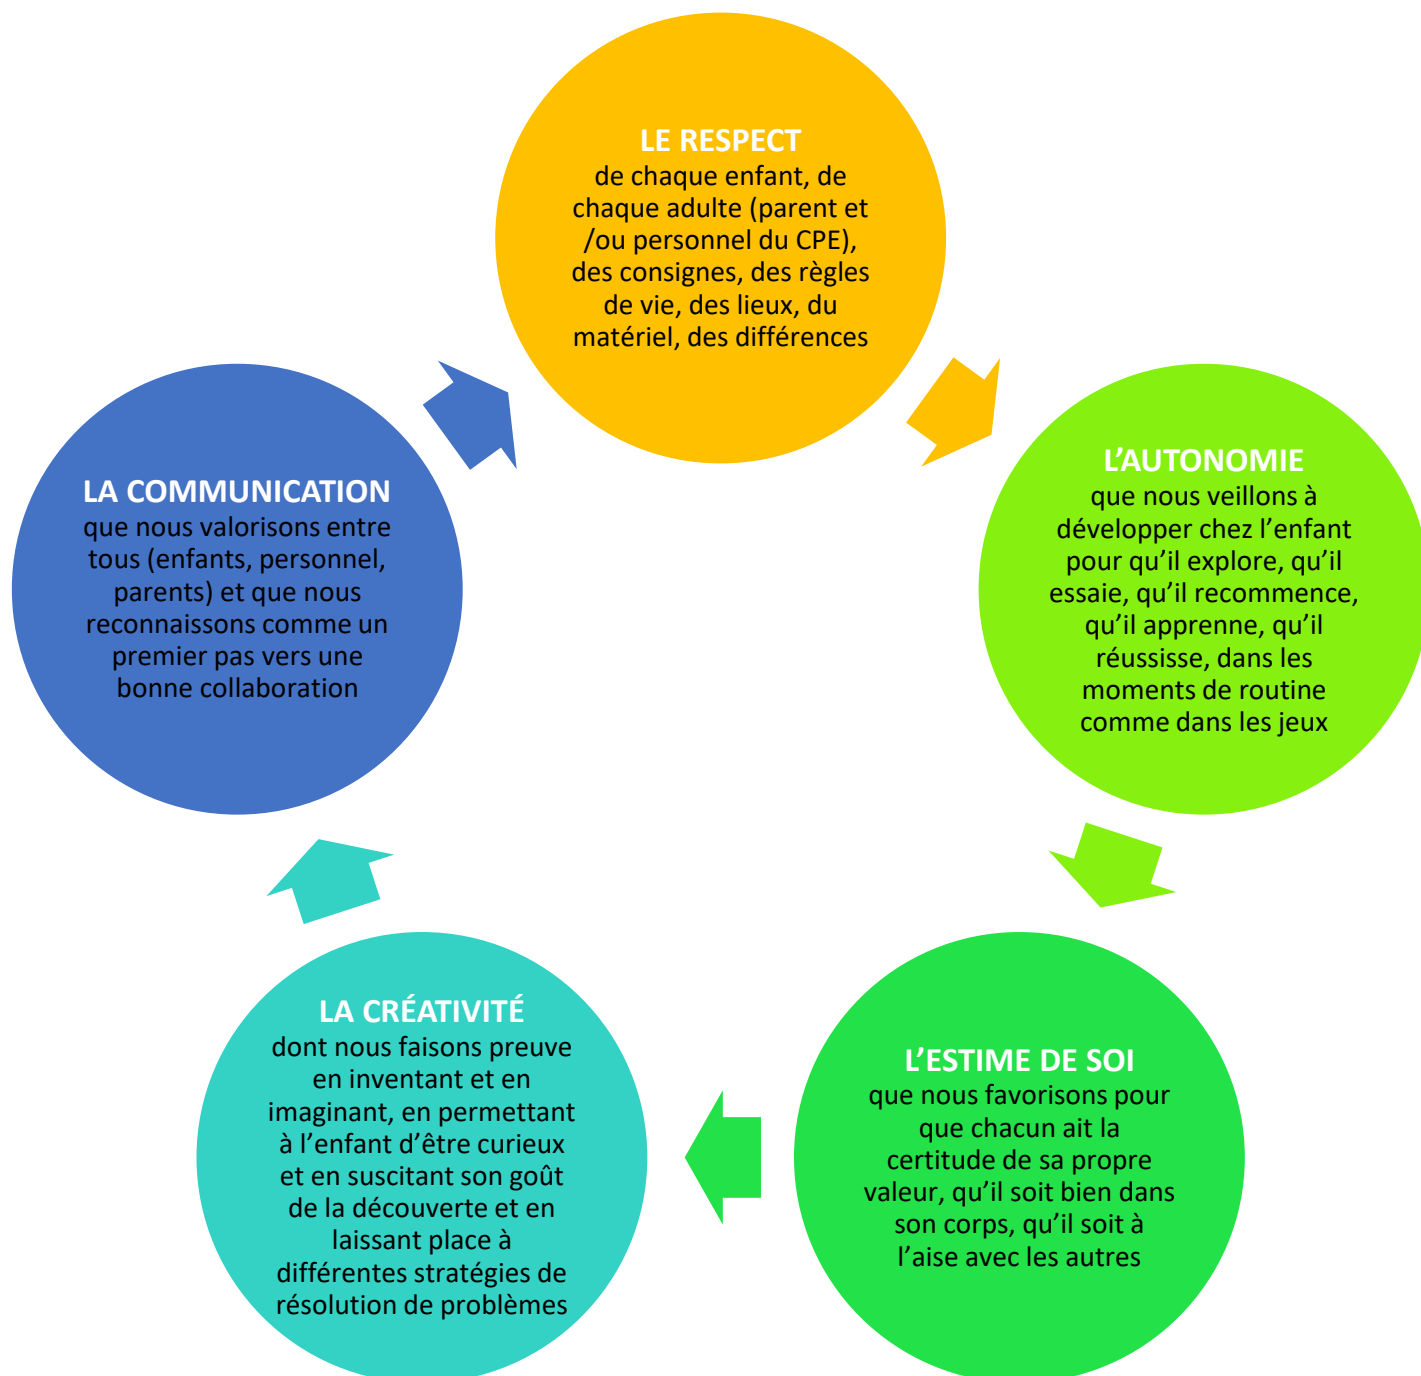 LE RESPECT
de chaque enfant, de
chaque adulte (parent et
/ou personnel du CPE),
des consignes, des règles
de vie, des lieux, du
matériel, des différences
L’AUTONOMIE
que nous veillons à
développer chez l’enfant
pour qu’il explore, qu’il
essaie, qu’il recommence,
qu’il apprenne, qu’il
réussisse, dans les
moments de routine
comme dans les jeux
L’ESTIME DE SOI
que nous favorisons pour
que chacun ait la
certitude de sa propre
valeur, qu’il soit bien dans
son corps, qu’il soit à
l’aise avec les autres
LA CRÉATIVITÉ
dont nous faisons preuve
en inventant et en
imaginant, en permettant
à l’enfant d’être curieux
et en suscitant son goût
de la découverte et en
laissant place à
différentes stratégies de
résolution de problèmes
LA COMMUNICATION
que nous valorisons entre
tous (enfants, personnel,
parents) et que nous
reconnaissons comme un
premier pas vers une
bonne collaboration